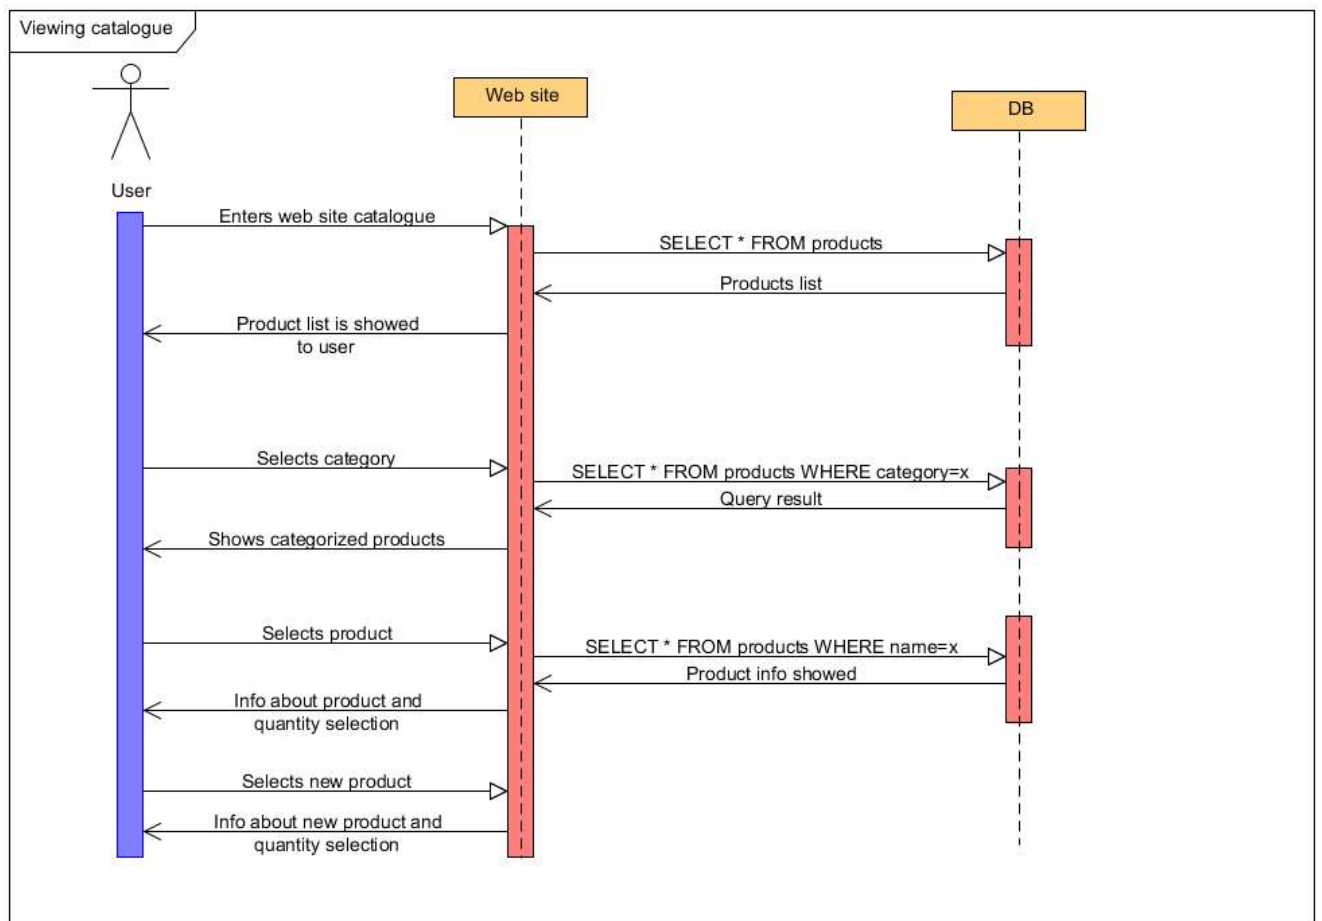 Viewing catalogue
Web site
DB
User
Enters web site catalogue
SELECT * FROM products
Products list
Product list is showed
to user
Selects category
SELECT * FROM products WHERE category=x
Query result
Shows categorized products
Selects product
SELECT * FROM products WHERE name=x
Product info showed
Info about product and
quantity selection
Selects new product
Info about new product and
quantity selection